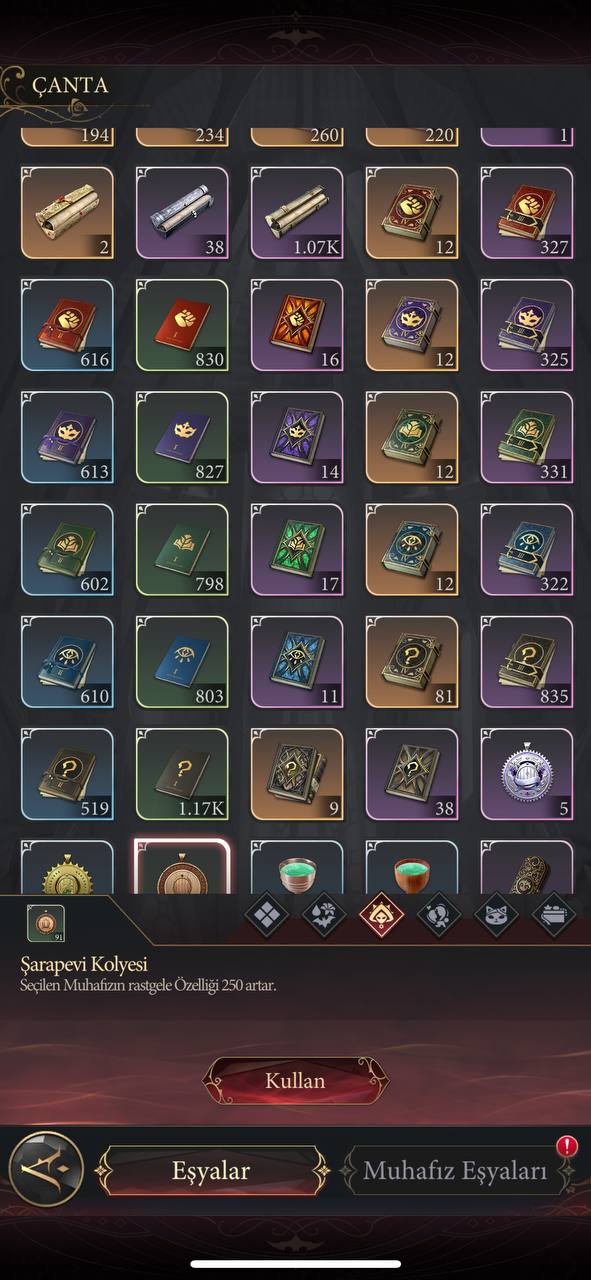 ÇANTA
194 234 260 220 1
2 38 1.07K 12 327
616 830 16 12 325
613 827 14 12 331
602 798 17 12 322
610 803 11 81 835
519 1.17K 9 38 5
91
Şarapevi Kolyesi
Seçilen Muhafızın rastgele Özelliği 250 artar.
Kullan
Eşyalar
Muhafız Eşyaları